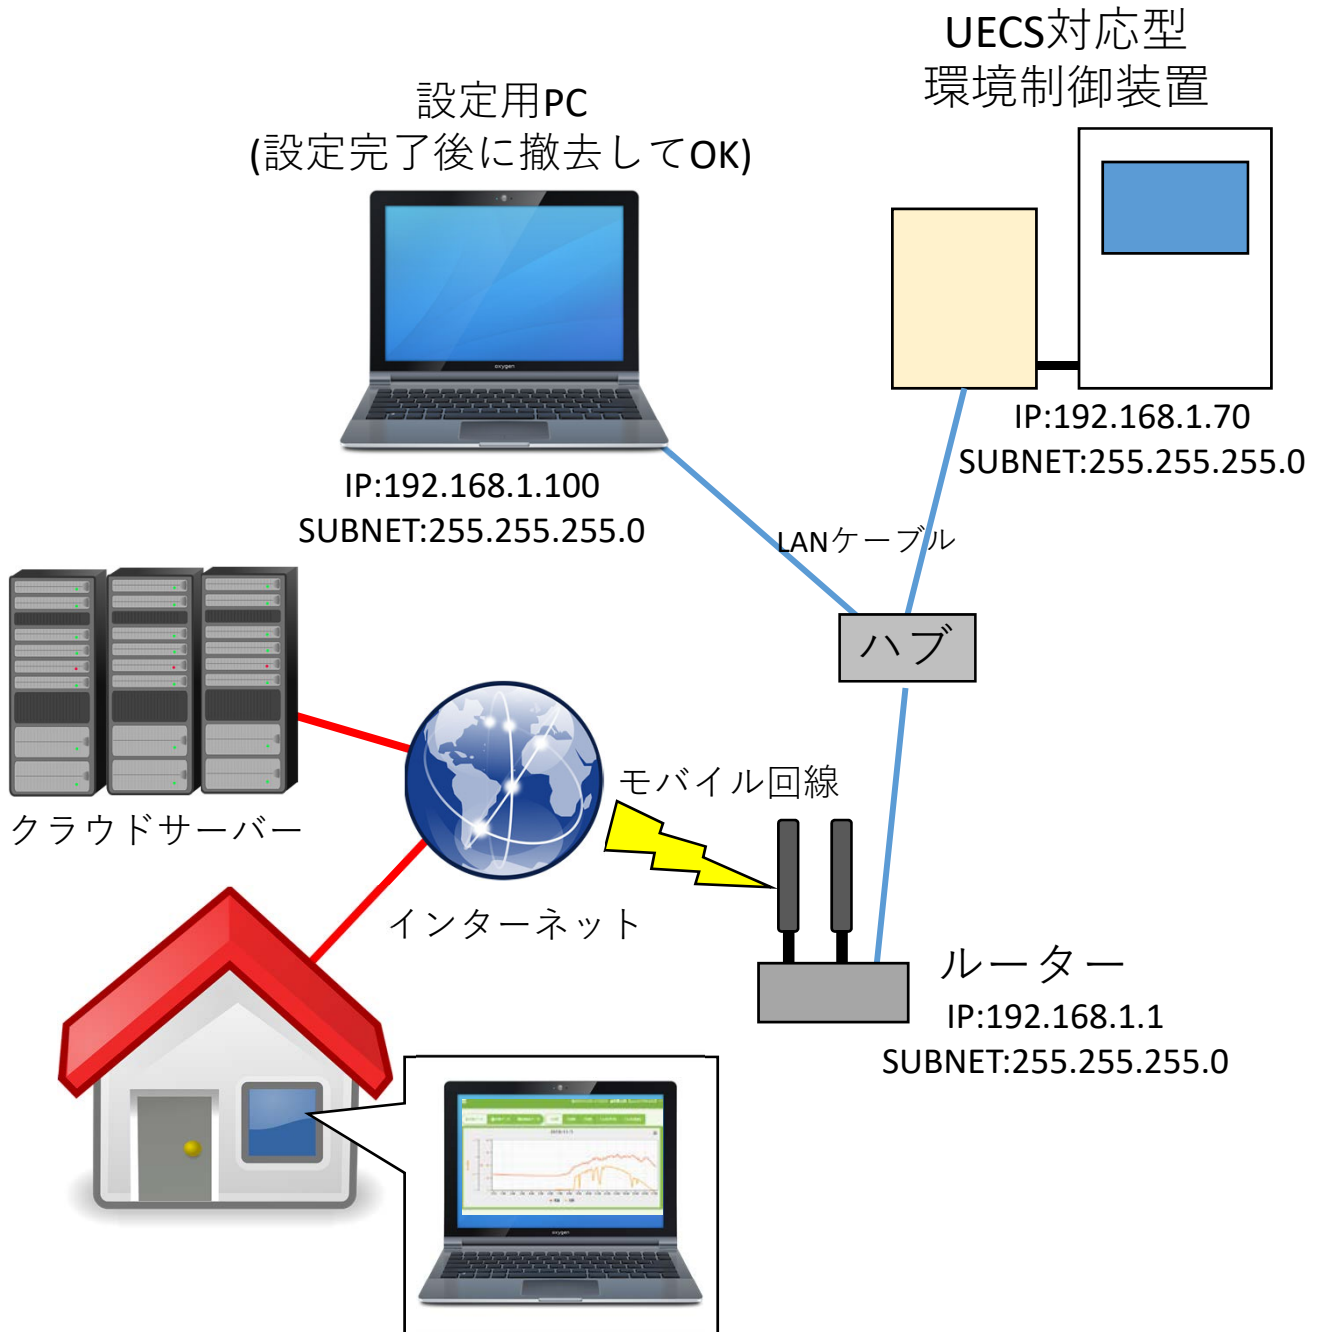 UECS対応型
環境制御装置
設定用PC
(設定完了後に撤去してOK)
oxygen
IP:192.168.1.70
SUBNET:255.255.255.0
IP:192.168.1.100
SUBNET:255.255.255.0
LANケーブル
ハブ
モバイル回線
クラウドサーバー
インターネット
ルーター
IP:192.168.1.1
SUBNET:255.255.255.0
oxygen